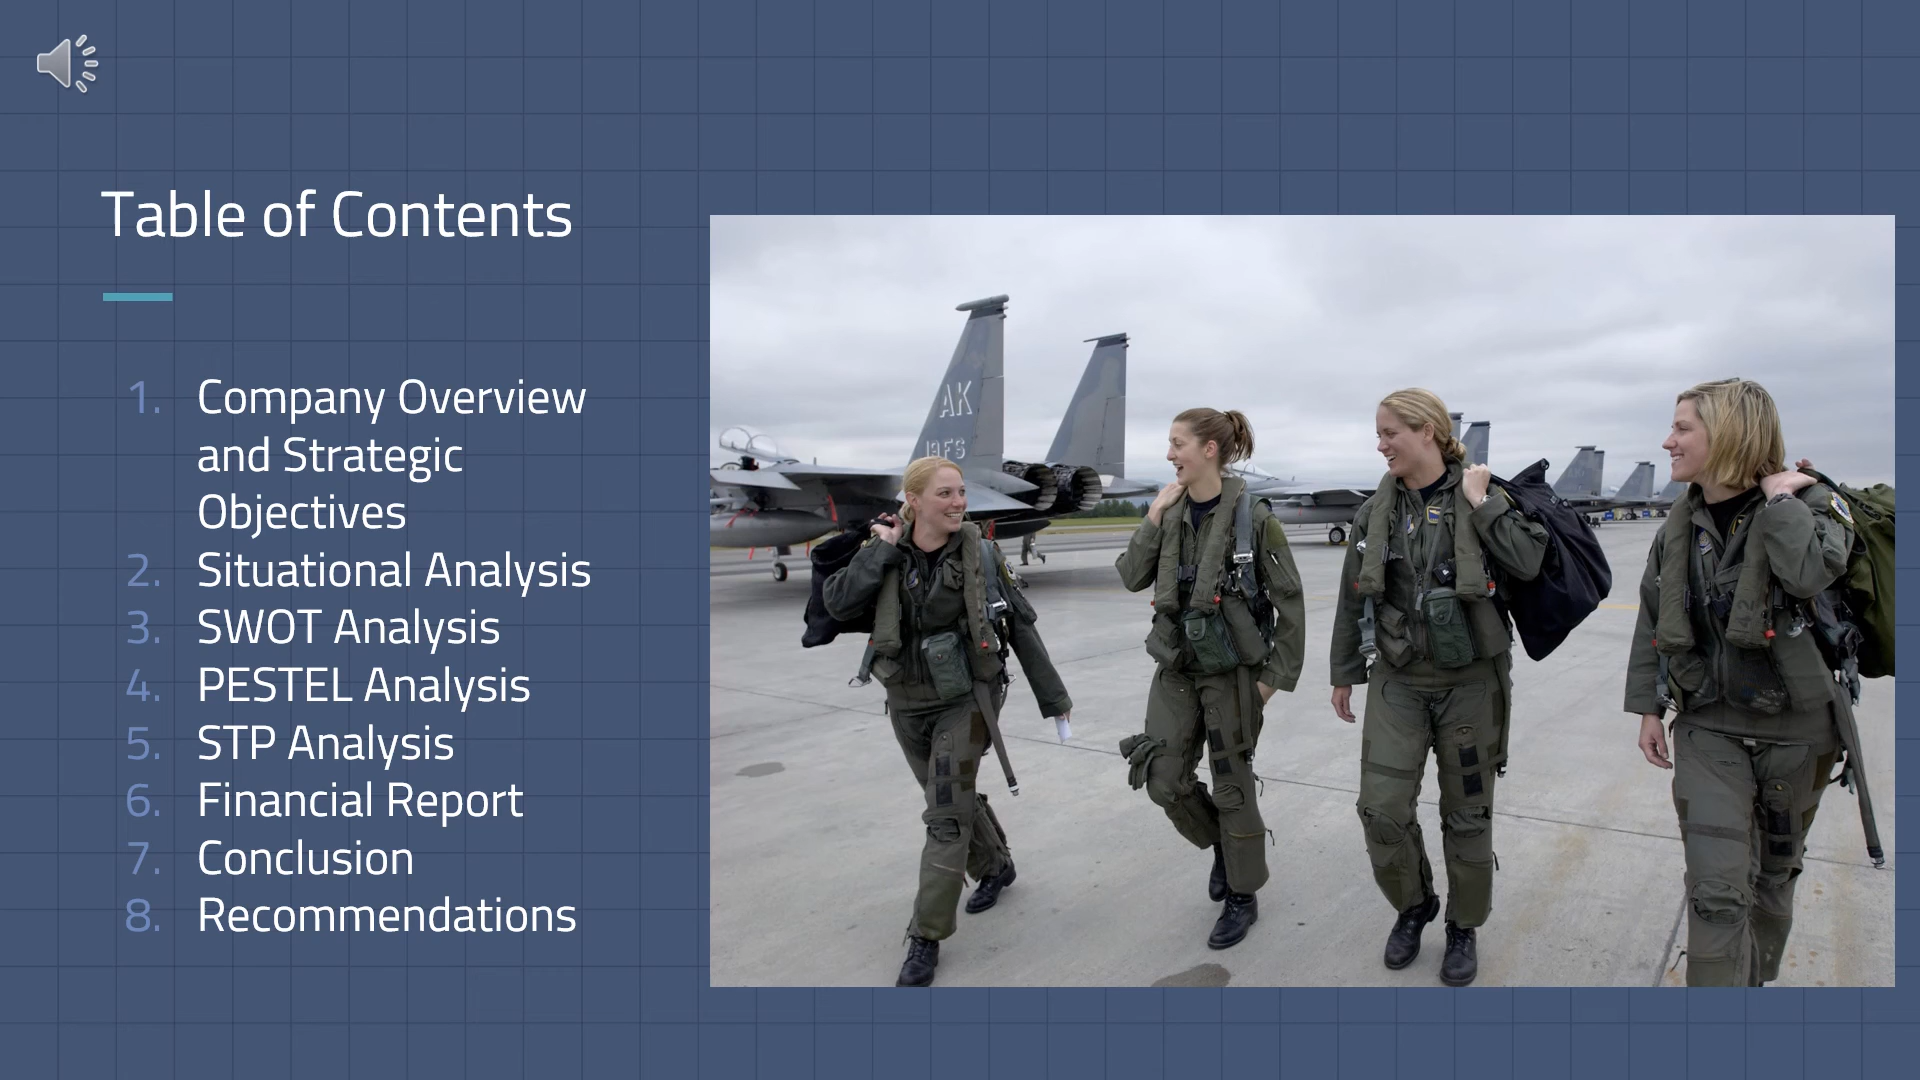 Table of Contents
1. Company Overview
and Strategic
Objectives
2. Situational Analysis
3. SWOT Analysis
4. PESTEL Analysis
5. STP Analysis
6. Financial Report
7. Conclusion
8. Recommendations
AK
19FS